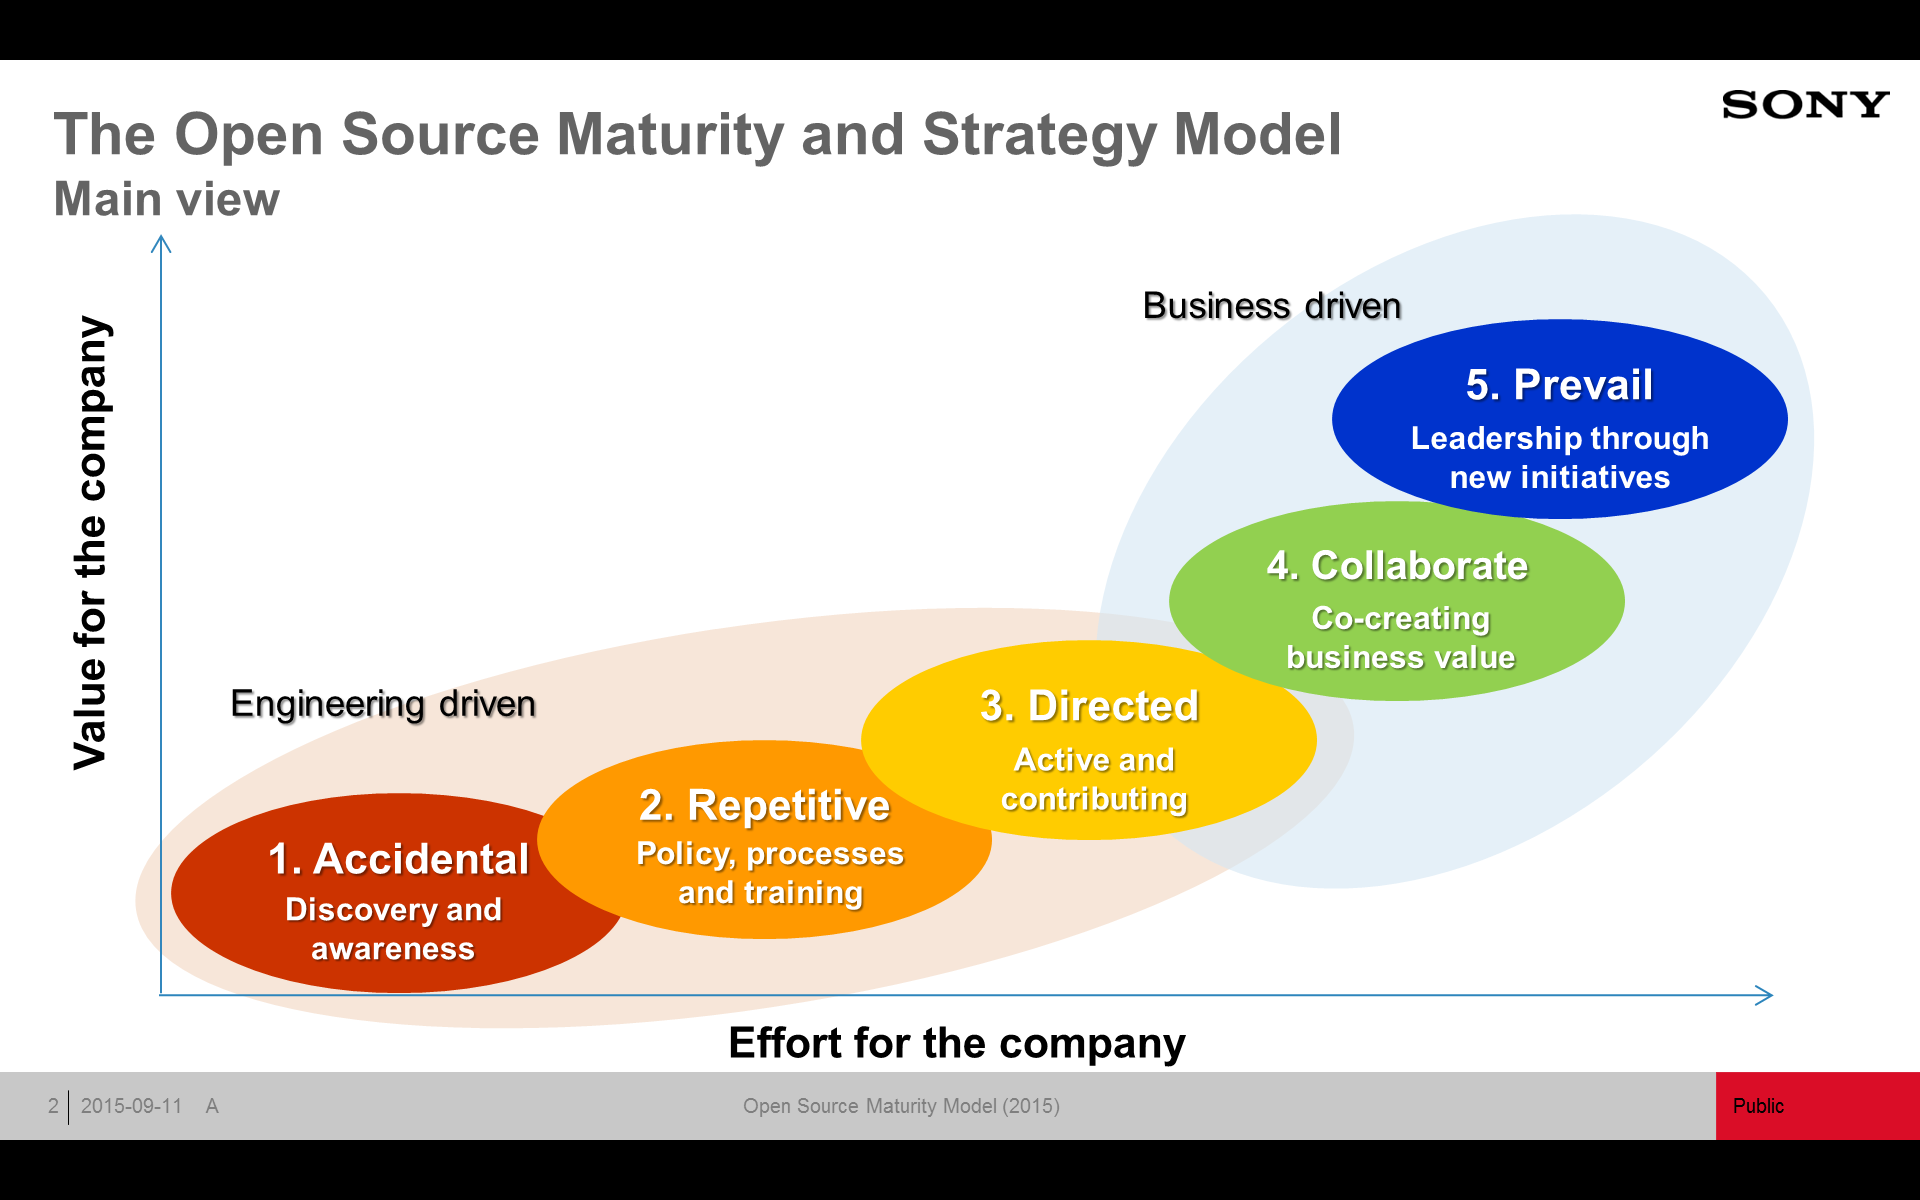 SONY
The Open Source Maturity and Strategy Model
Main view
Business driven
5. Prevail
Leadership through
new initiatives
4. Collaborate
Co-creating
business value
Engineering driven
3. Directed
Active and
contributing
2. Repetitive
Policy, processes
and training
1. Accidental
Discovery and
awareness
Value for the company
Effort for the company
2 2015-09-11 A
Open Source Maturity Model (2015)
Public